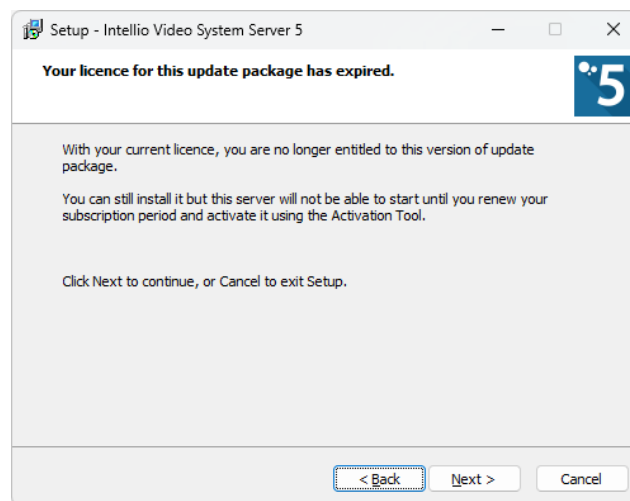 Setup - Intellio Video System Server 5
Your licence for this update package has expired.
5
With your current licence, you are no longer entitled to this version of update
package.
You can still install it but this server will not be able to start until you renew your
subscription period and activate it using the Activation Tool.
Click Next to continue, or Cancel to exit Setup.
< Back Next > Cancel